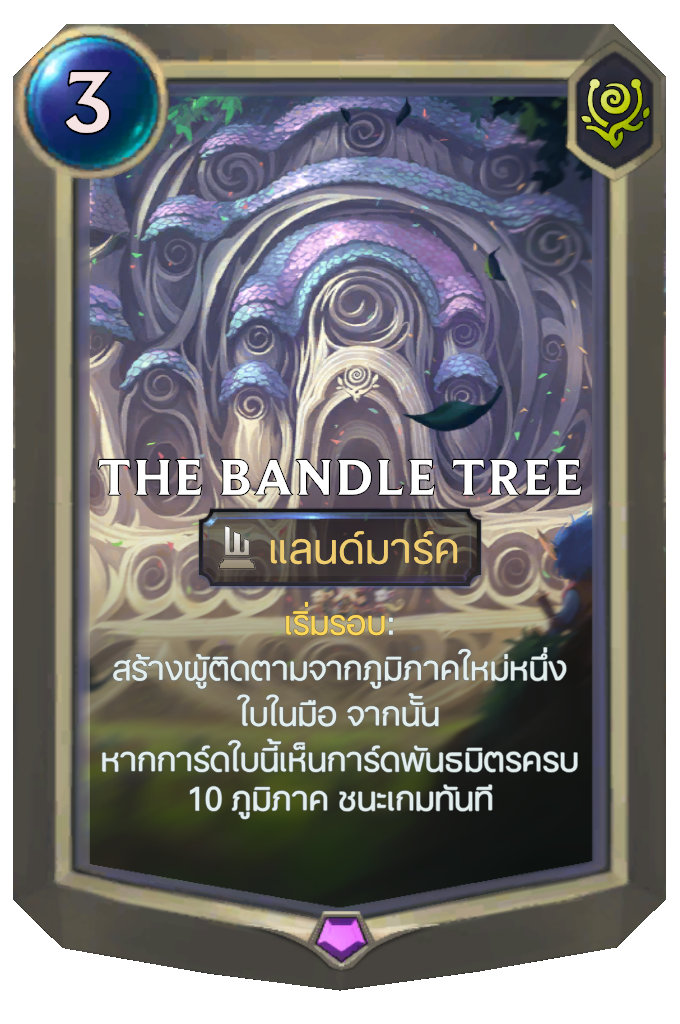 3
THE BANDLE TREE
แลนด์มาร์ค
เริ่มรอบ:
สร้างผู้ติดตามจากภูมิภาคใหม่หนึ่ง
ใบในมือ จากนั้น
หากการ์ดใบนี้เห็นการ์ดพันธมิตรครบ
10 ภูมิภาค ชนะเกมทันที